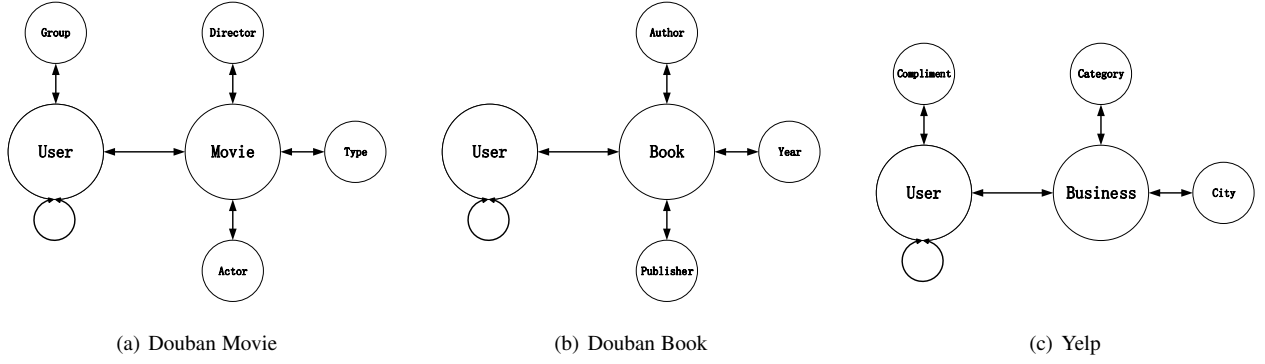 Group
Director
User
Movie
Type
Actor
(a) Douban Movie
Author
User
Book
Year
Publisher
(b) Douban Book
Compliment
Category
User
Business
City
(c) Yelp